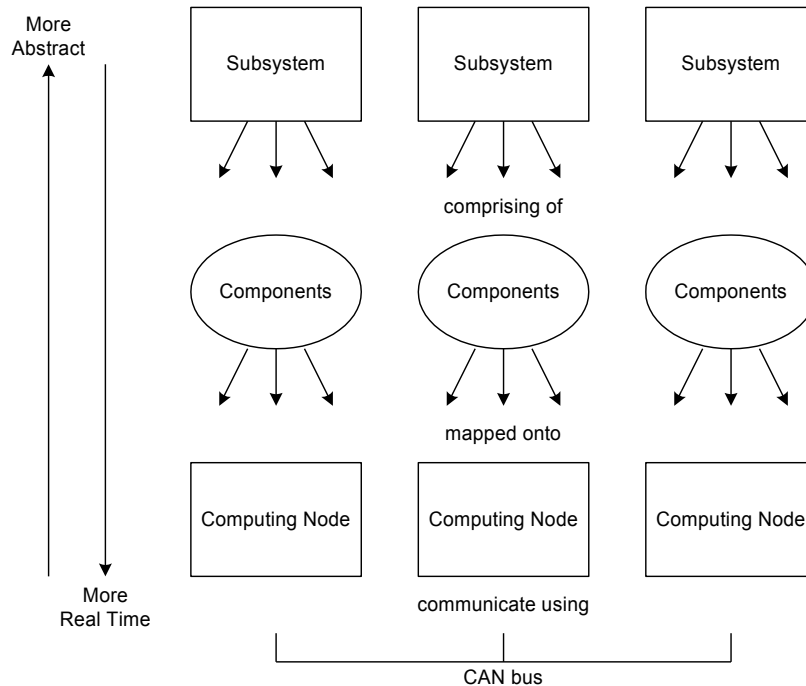 More
Abstract
Subsystem
Subsystem
Subsystem
comprising of
Components
Components
Components
mapped onto
Computing Node
Computing Node
Computing Node
More
Real Time
communicate using
CAN bus